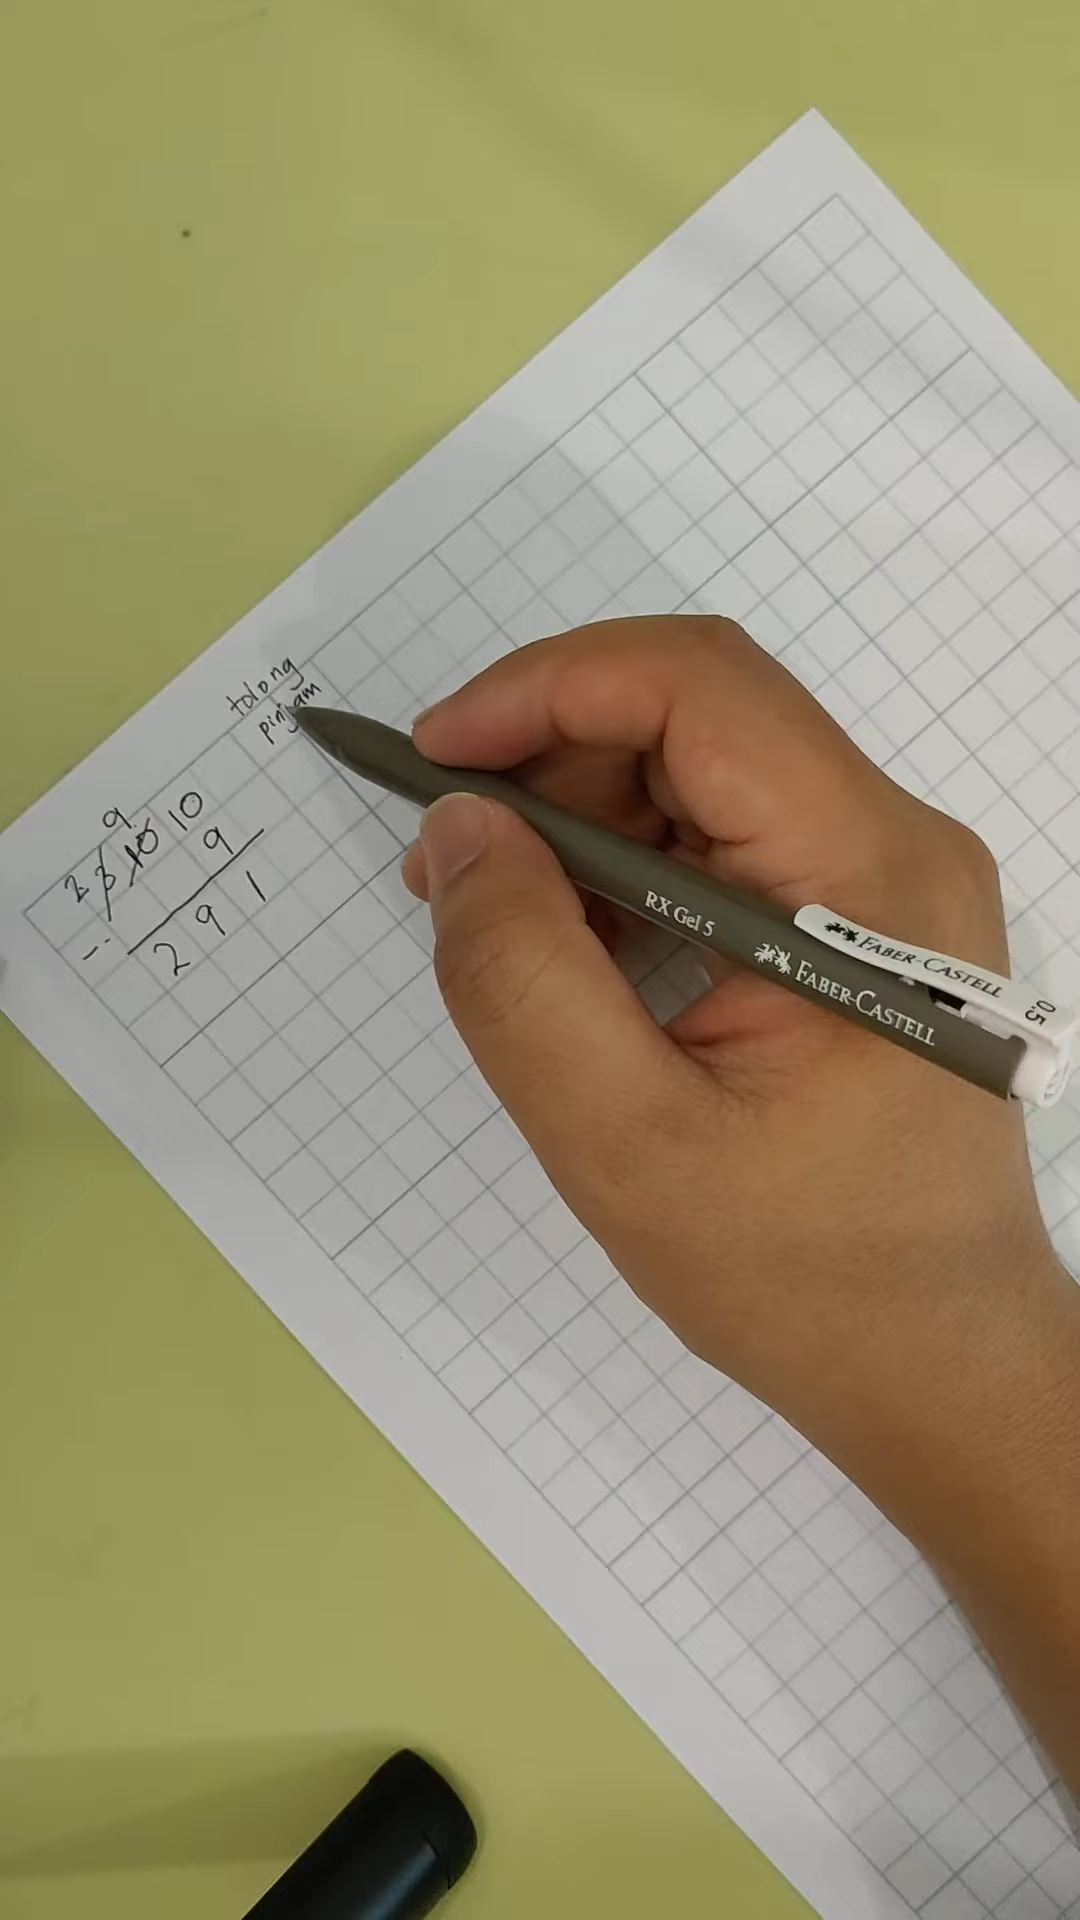 tolong
pinjam
9
2 3 10 10
9
-
2 9 1
RX Gel 5
FABER-CASTELL
FABER-CASTELL
0.5